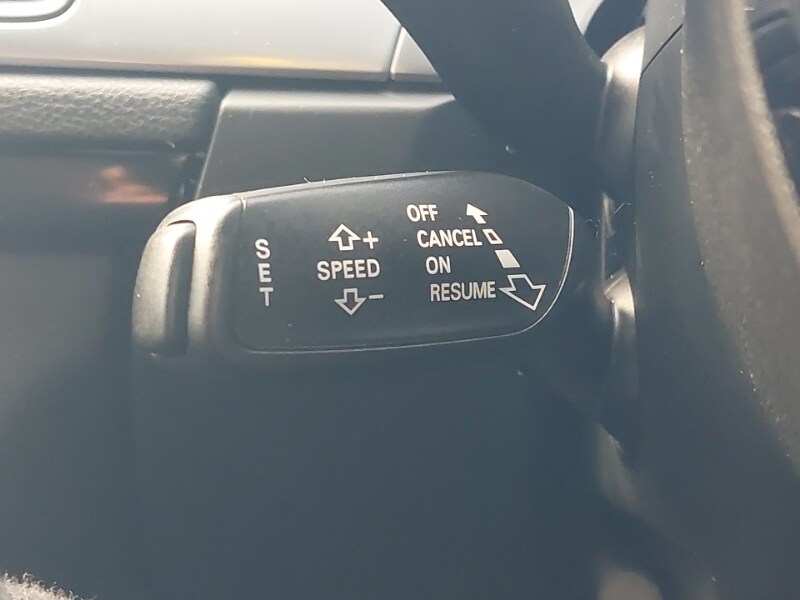 SET
+
SPEED
−
OFF
CANCEL
ON
RESUME